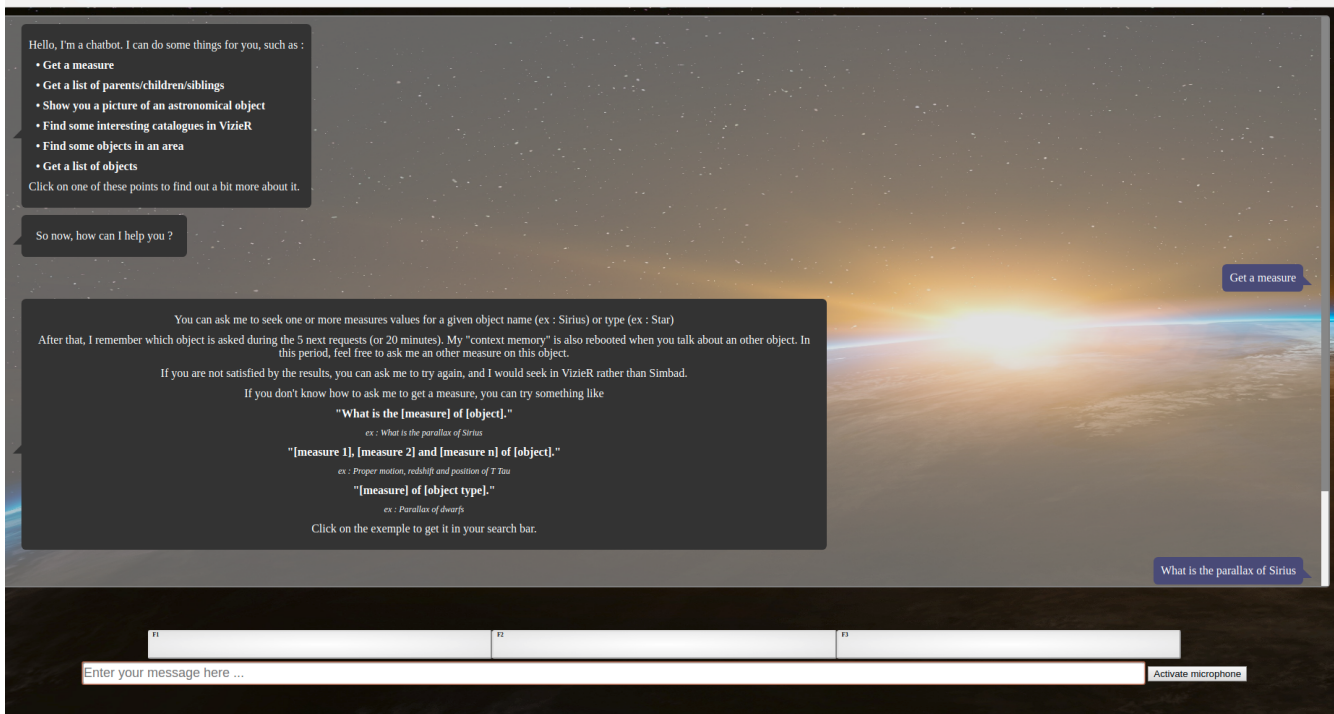 Hello, I'm a chatbot. I can do some things for you, such as :
• Get a measure
• Get a list of parents/children/siblings
• Show you a picture of an astronomical object
• Find some interesting catalogues in VizieR
• Find some objects in an area
• Get a list of objects
Click on one of these points to find out a bit more about it.
So now, how can I help you ?
Get a measure
You can ask me to seek one or more measures values for a given object name (ex : Sirius) or type (ex : Star)
After that, I remember which object is asked during the 5 next requests (or 20 minutes). My "context memory" is also rebooted when you talk about an other object. In
this period, feel free to ask me an other measure on this object.
If you are not satisfied by the results, you can ask me to try again, and I would seek in VizieR rather than Simbad.
If you don't know how to ask me to get a measure, you can try something like
"What is the [measure] of [object]."
ex : What is the parallax of Sirius
"[measure 1], [measure 2] and [measure n] of [object]."
ex : Proper motion, redshift and position of T Tau
"[measure] of [object type]."
ex : Parallax of dwarfs
Click on the exemple to get it in your search bar.
What is the parallax of Sirius
F1 F2 F3
Enter your message here ... Activate microphone